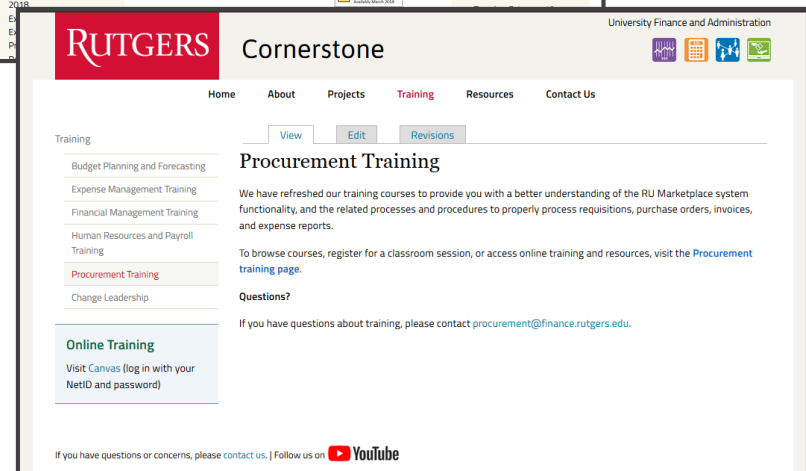 2018
Available March 2018
Ex
Ex
University Finance and Administration
RUTGERS
Cornerstone
Home About Projects Training Resources Contact Us
Training
Budget Planning and Forecasting
Expense Management Training
Financial Management Training
Human Resources and Payroll
Training
Procurement Training
Change Leadership
Online Training
Visit Canvas (log in with your
NetID and password)
View Edit Revisions
Procurement Training
We have refreshed our training courses to provide you with a better understanding of the RU Marketplace system
functionality, and the related processes and procedures to properly process requisitions, purchase orders, invoices,
and expense reports.
To browse courses, register for a classroom session, or access online training and resources, visit the Procurement
training page.
Questions?
If you have questions about training, please contact procurement@finance.rutgers.edu.
If you have questions or concerns, please contact us. | Follow us on YouTube